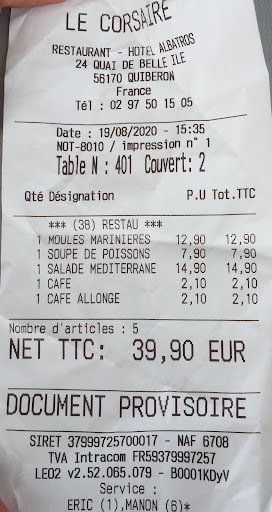 LE CORSAIRE
RESTAURANT - HOTEL ALBATROS
24 QUAI DE BELLE ILE
56170 QUIBERON
France
Tél : 02 97 50 15 05
Date : 19/08/2020 - 15:35
NOT-8010 / impression n° 1
Table N : 401 Couvert: 2
Qté Désignation P.U Tot.TTC
*** (38) RESTAU ***
1 MOULES MARINIERES 12,90 12,90
1 SOUPE DE POISSONS 7,90 7,90
1 SALADE MEDITERRANE 14,90 14,90
1 CAFE 2,10 2,10
1 CAFE ALLONGE 2,10 2,10
Nombre d'articles : 5
NET TTC: 39,90 EUR
DOCUMENT PROVISOIRE
SIRET 37999725700017 - NAF 6708
TVA Intracom FR59379997257
LEO2 v2.52.065.079 - B0001KDyV
Service :
ERIC (1),MANON (6)*